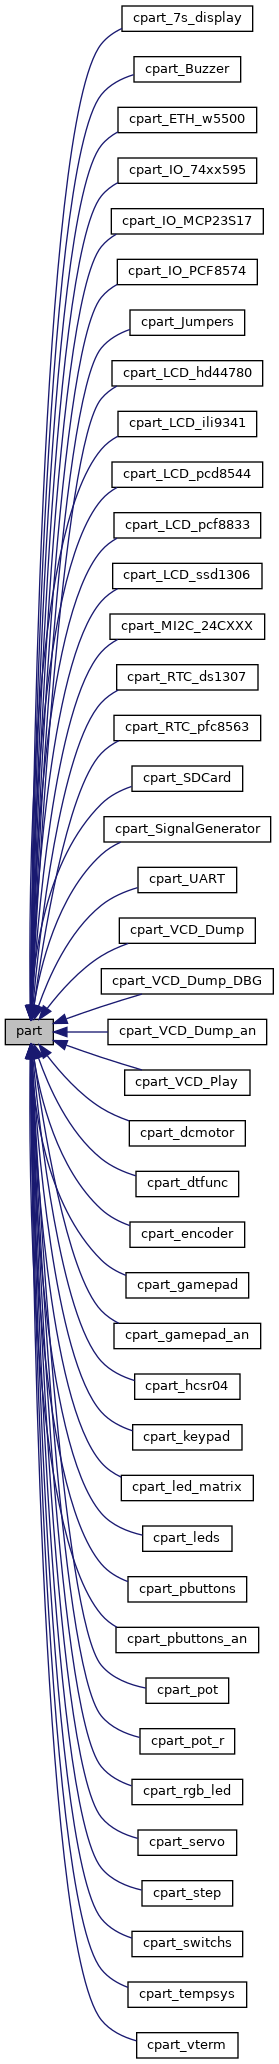 cpart_7s_display
cpart_Buzzer
cpart_ETH_w5500
cpart_IO_74xx595
cpart_IO_MCP23S17
cpart_IO_PCF8574
cpart_Jumpers
cpart_LCD_hd44780
cpart_LCD_ili9341
cpart_LCD_pcd8544
cpart_LCD_pcf8833
cpart_LCD_ssd1306
cpart_MI2C_24CXXX
cpart_RTC_ds1307
cpart_RTC_pfc8563
cpart_SDCard
cpart_SignalGenerator
cpart_UART
cpart_VCD_Dump
cpart_VCD_Dump_DBG
part
cpart_VCD_Dump_an
cpart_VCD_Play
cpart_dcmotor
cpart_dtfunc
cpart_encoder
cpart_gamepad
cpart_gamepad_an
cpart_hcsr04
cpart_keypad
cpart_led_matrix
cpart_leds
cpart_pbuttons
cpart_pbuttons_an
cpart_pot
cpart_pot_r
cpart_rgb_led
cpart_servo
cpart_step
cpart_switchs
cpart_tempsys
cpart_vterm